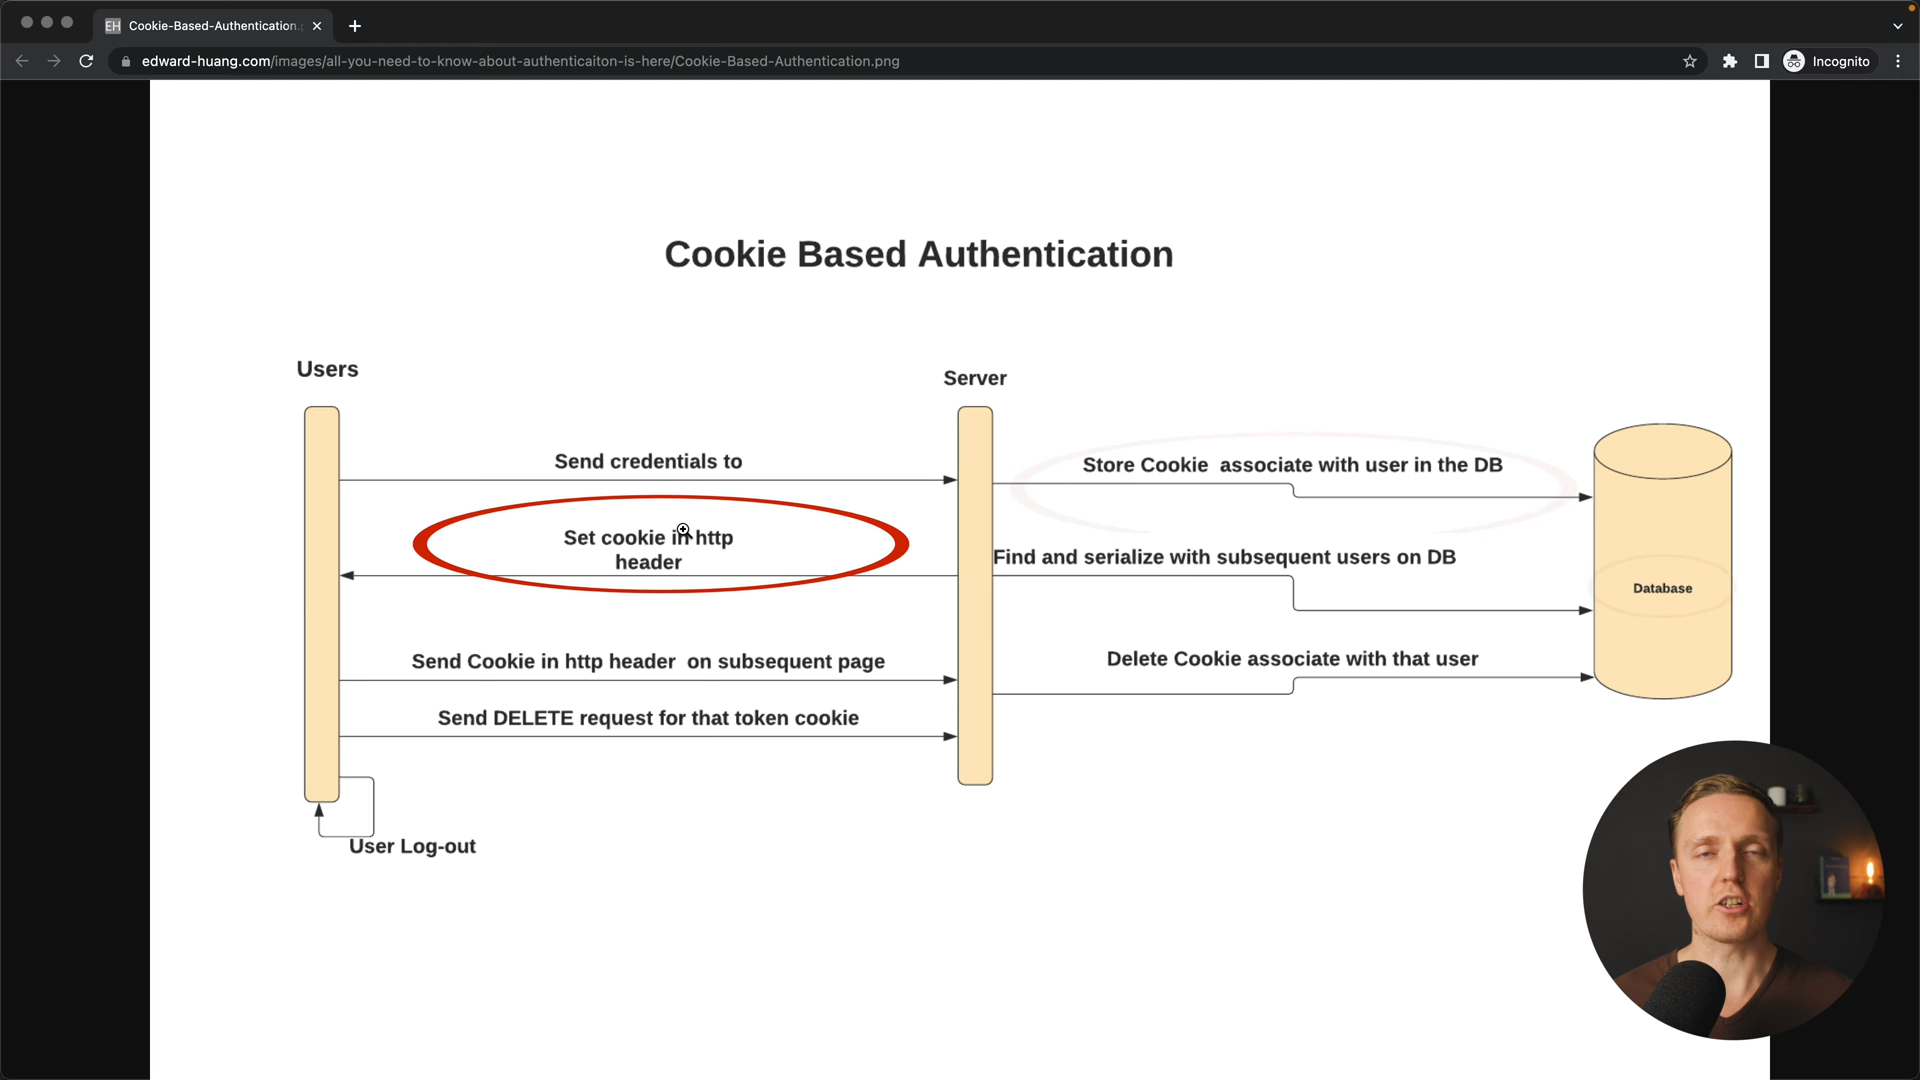 EH Cookie-Based-Authentication.
edward-huang.com/images/all-you-need-to-know-about-authenticaiton-is-here/Cookie-Based-Authentication.png
Incognito
Cookie Based Authentication
Users
Server
Send credentials to
Store Cookie associate with user in the DB
Set cookie in http
header
Find and serialize with subsequent users on DB
Database
Send Cookie in http header on subsequent page
Delete Cookie associate with that user
Send DELETE request for that token cookie
User Log-out